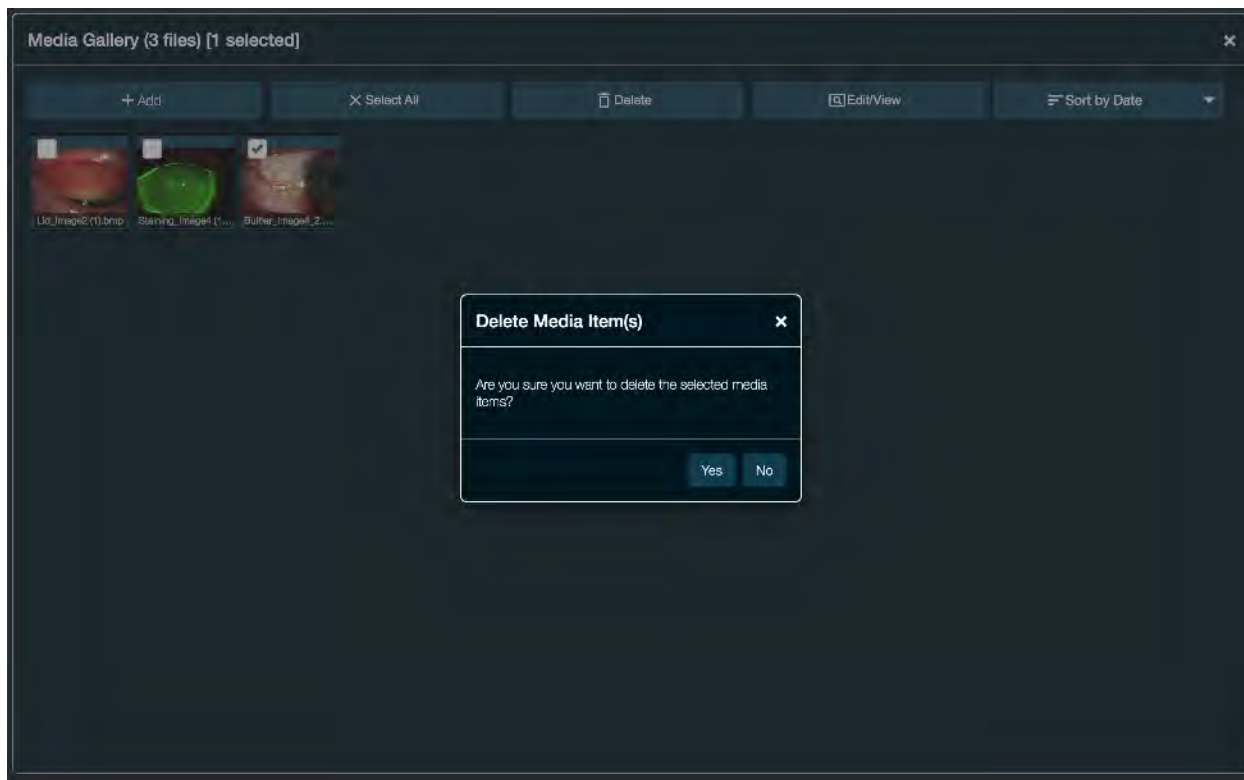 Media Gallery (3 files) [1 selected]
+ Add
Select All
Delete
Edit/View
Sort by Date
Lid_Image2 (1).bmp
Staining_Image4 (1...
Bulbar_Image4_2....
Delete Media Item(s)
Are you sure you want to delete the selected media
items?
Yes
No